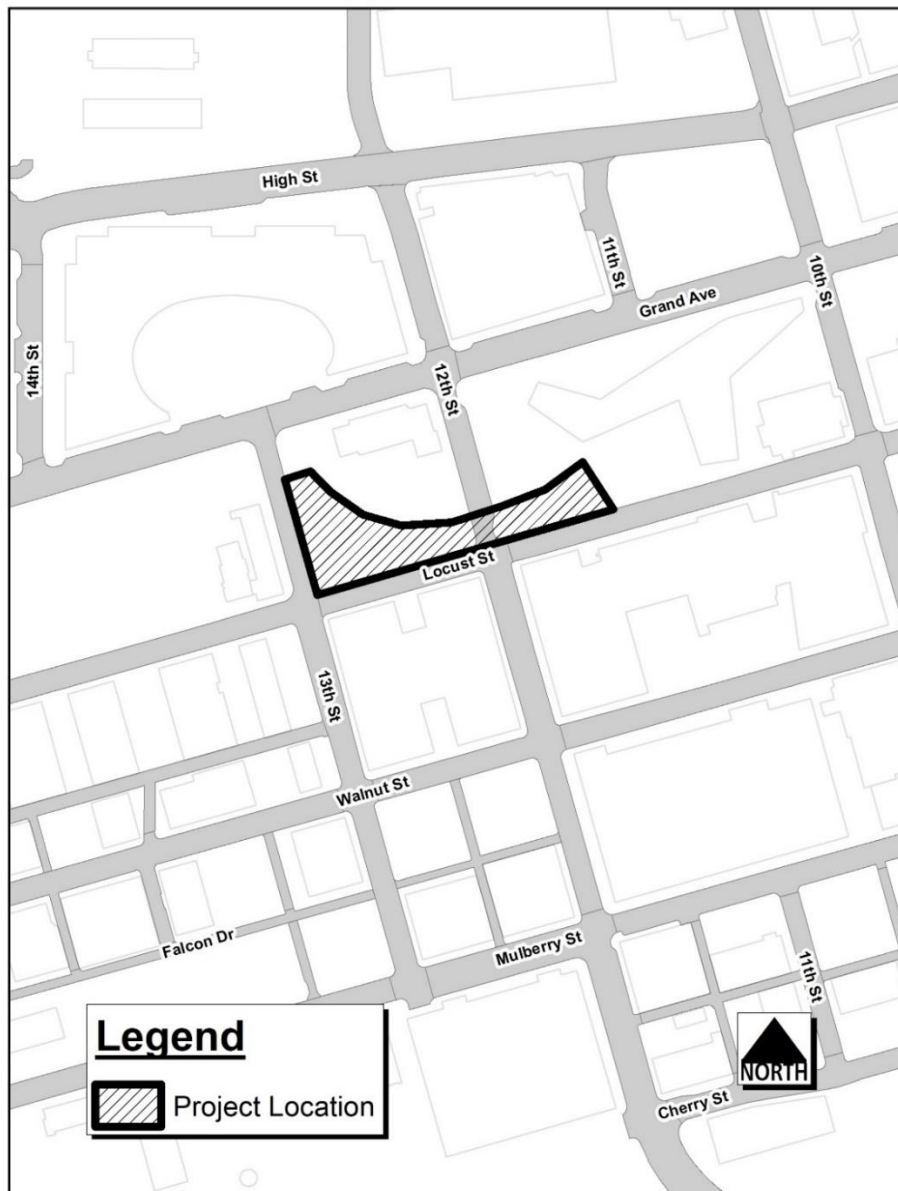 High St
11th St
10th St
Grand Ave
14th St
12th St
Locust St
13th St
Walnut St
Falcon Dr
Mulberry St
11th St
Legend
Project Location
NORTH
Cherry St